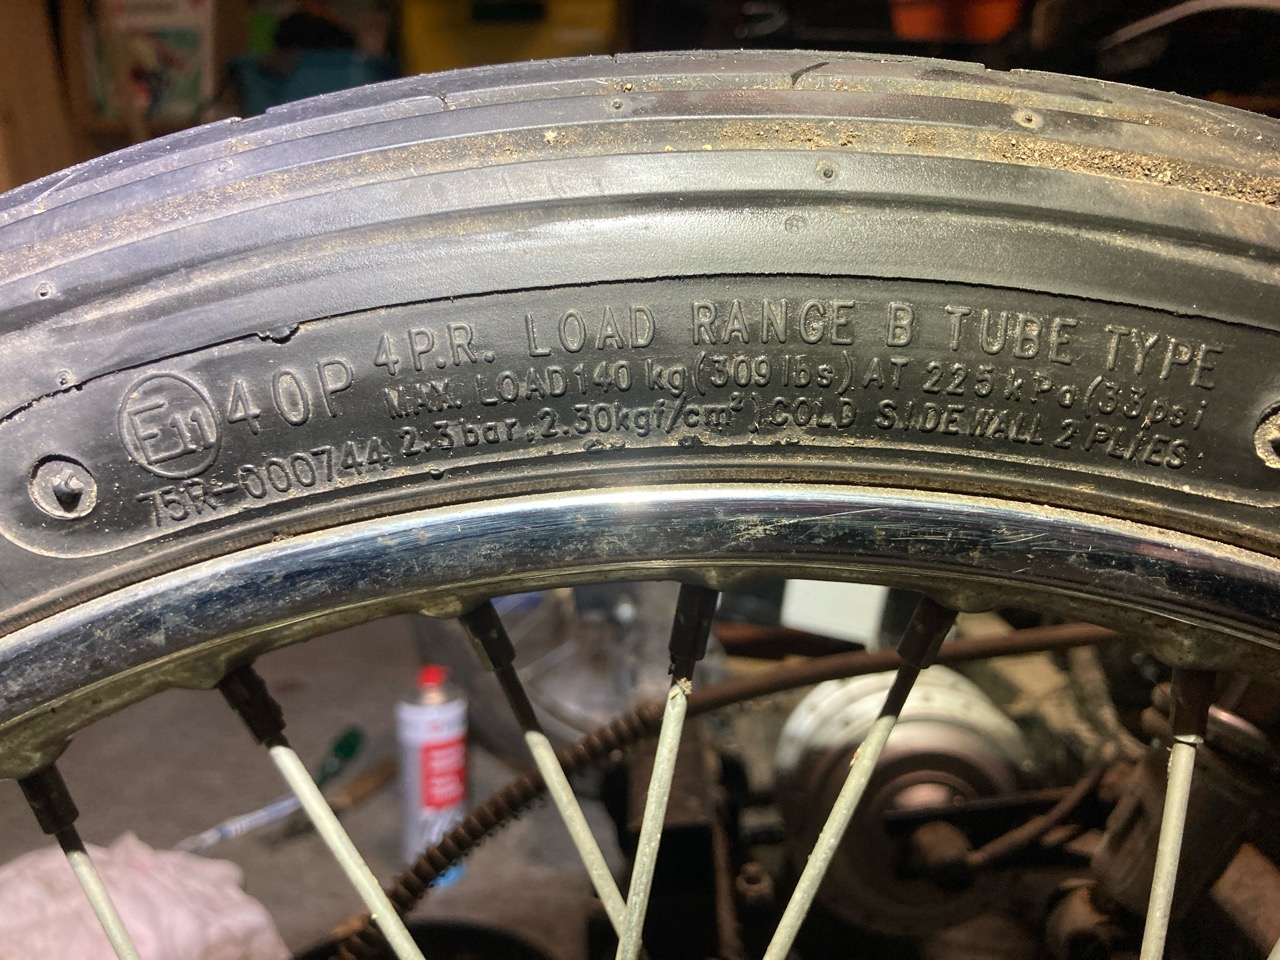 E11 40P 4P.R. LOAD RANGE B TUBE TYPE
MAX. LOAD 140 kg (309 lbs) AT 225 kPa (33 psi
75R-000744 2.3 bar, 2.30kgf/cm²) COLD SIDEWALL 2 PLIES